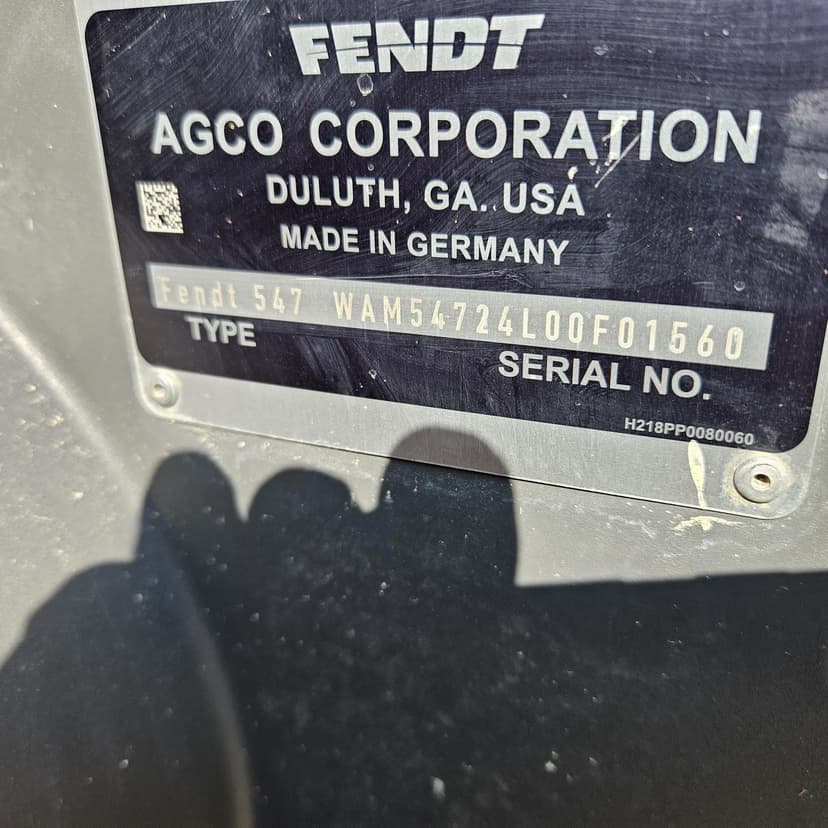 FENDT
AGCO CORPORATION
DULUTH, GA. USA
MADE IN GERMANY
Fendt 547 WAM54724L00F01560
TYPE SERIAL NO.
H218PP0080060